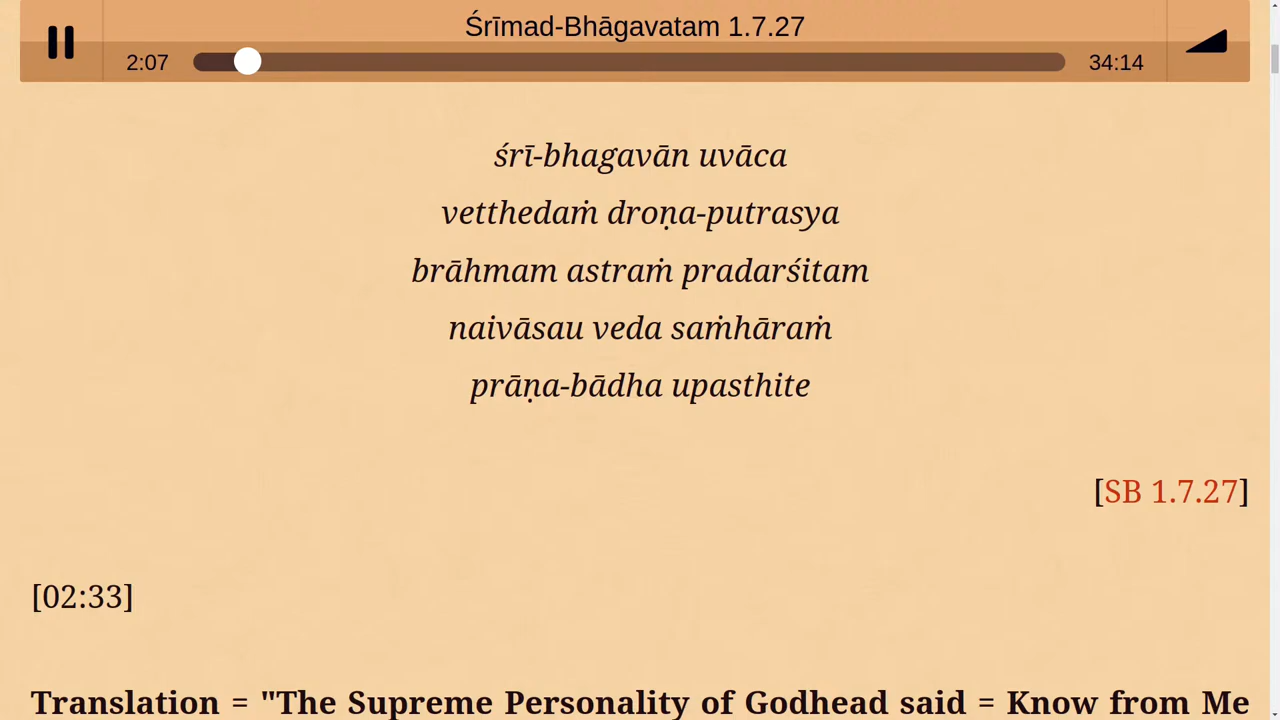 Śrīmad-Bhāgavatam 1.7.27
2:07
34:14
śrī-bhagavān uvāca
vetthedaṁ droṇa-putrasya
brāhmam astraṁ pradarśitam
naivāsau veda saṁhāraṁ
prāṇa-bādha upasthite
[SB 1.7.27]
[02:33]
Translation = "The Supreme Personality of Godhead said = Know from Me